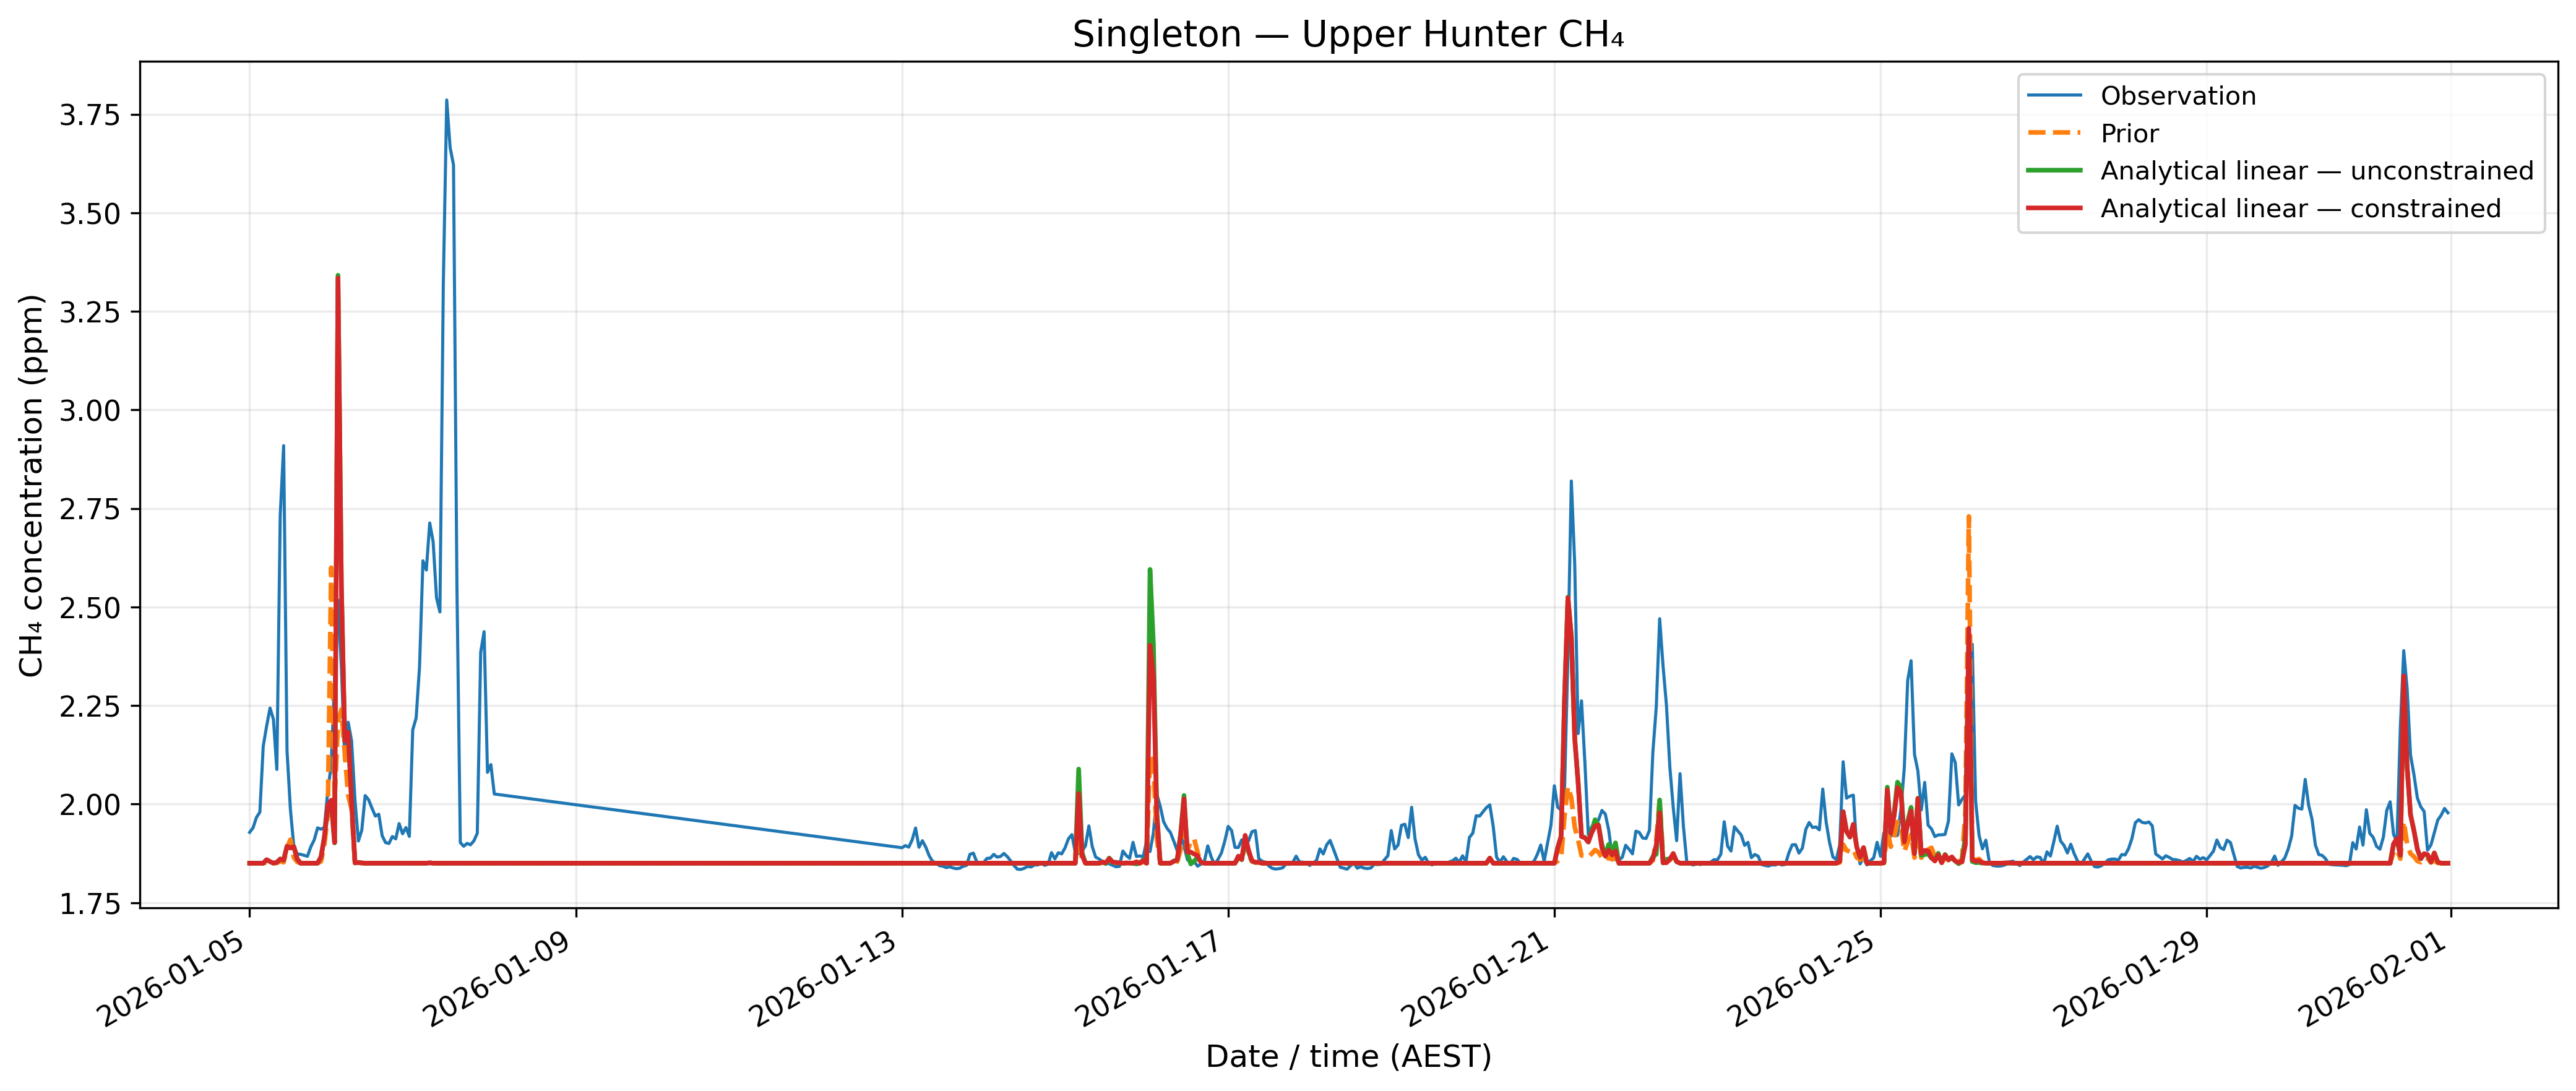 Singleton — Upper Hunter CH₄
CH₄ concentration (ppm)
3.75
3.50
3.25
3.00
2.75
2.50
2.25
2.00
1.75
Observation
Prior
Analytical linear — unconstrained
Analytical linear — constrained
2026-01-05
2026-01-09
2026-01-13
2026-01-17
2026-01-21
2026-01-25
2026-01-29
2026-02-01
Date / time (AEST)